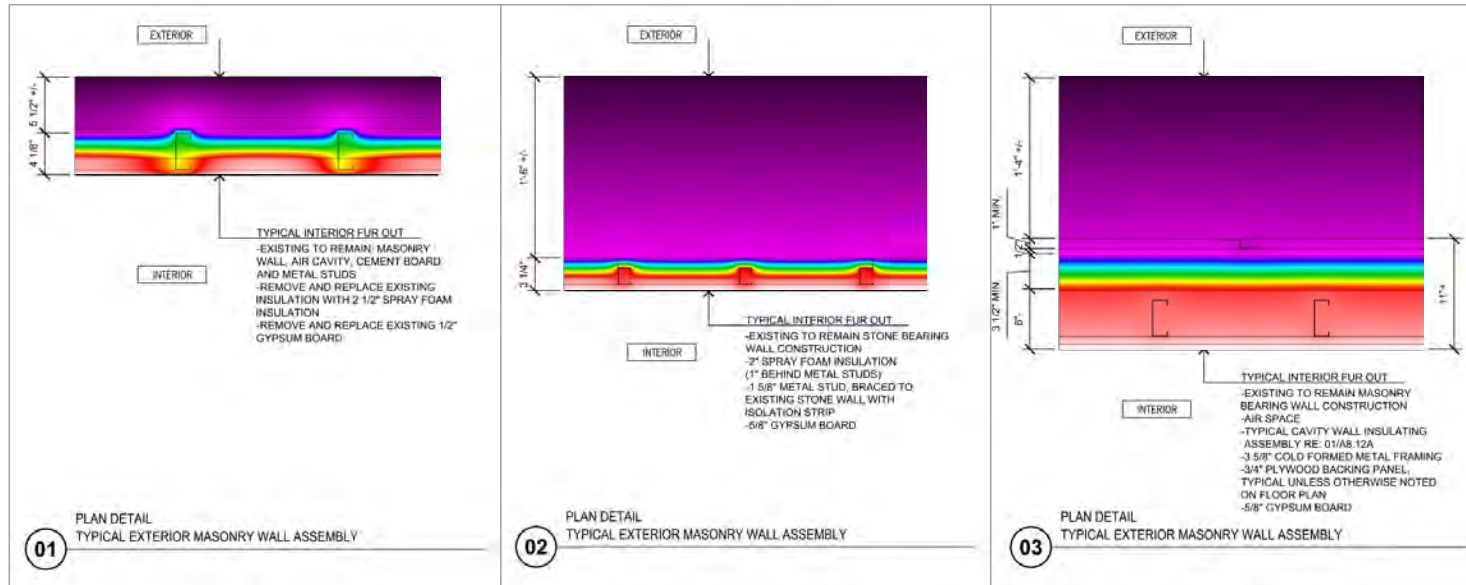 EXTERIOR
5 1/2" +/-
4 1/8"
TYPICAL INTERIOR FUR OUT
-EXISTING TO REMAIN: MASONRY
WALL, AIR CAVITY, CEMENT BOARD
AND METAL STUDS
-REMOVE AND REPLACE EXISTING
INSULATION WITH 2 1/2" SPRAY FOAM
INSULATION
-REMOVE AND REPLACE EXISTING 1/2"
GYPSUM BOARD
INTERIOR
PLAN DETAIL
01
TYPICAL EXTERIOR MASONRY WALL ASSEMBLY
EXTERIOR
1'-6" +/-
3 1/4"
TYPICAL INTERIOR FUR OUT
-EXISTING TO REMAIN STONE BEARING
WALL CONSTRUCTION
-2" SPRAY FOAM INSULATION
(1" BEHIND METAL STUDS)
-1 5/8" METAL STUD, BRACED TO
EXISTING STONE WALL WITH
ISOLATION STRIP
-5/8" GYPSUM BOARD
INTERIOR
PLAN DETAIL
02
TYPICAL EXTERIOR MASONRY WALL ASSEMBLY
EXTERIOR
1'-4" +/-
1" MIN.
1/2"
3 1/2" MIN.
11"+
TYPICAL INTERIOR FUR OUT
-EXISTING TO REMAIN MASONRY
BEARING WALL CONSTRUCTION
-AIR SPACE
-TYPICAL CAVITY WALL INSULATING
ASSEMBLY RE: 01/A8.12A
-3 5/8" COLD FORMED METAL FRAMING
-3/4" PLYWOOD BACKING PANEL,
TYPICAL UNLESS OTHERWISE NOTED
ON FLOOR PLAN
-5/8" GYPSUM BOARD
INTERIOR
PLAN DETAIL
03
TYPICAL EXTERIOR MASONRY WALL ASSEMBLY